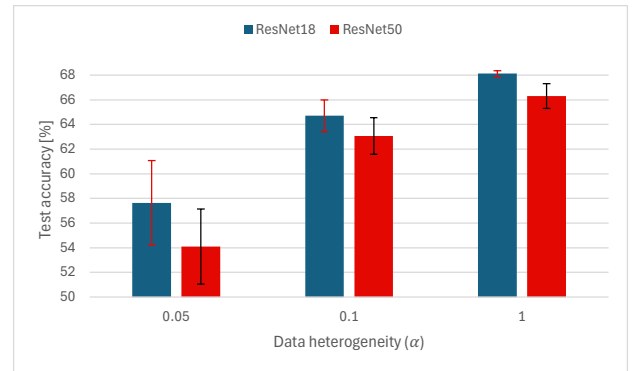 ResNet18 ResNet50
Test accuracy [%]
68
66
64
62
60
58
56
54
52
50
0.05 0.1 1
Data heterogeneity (α)